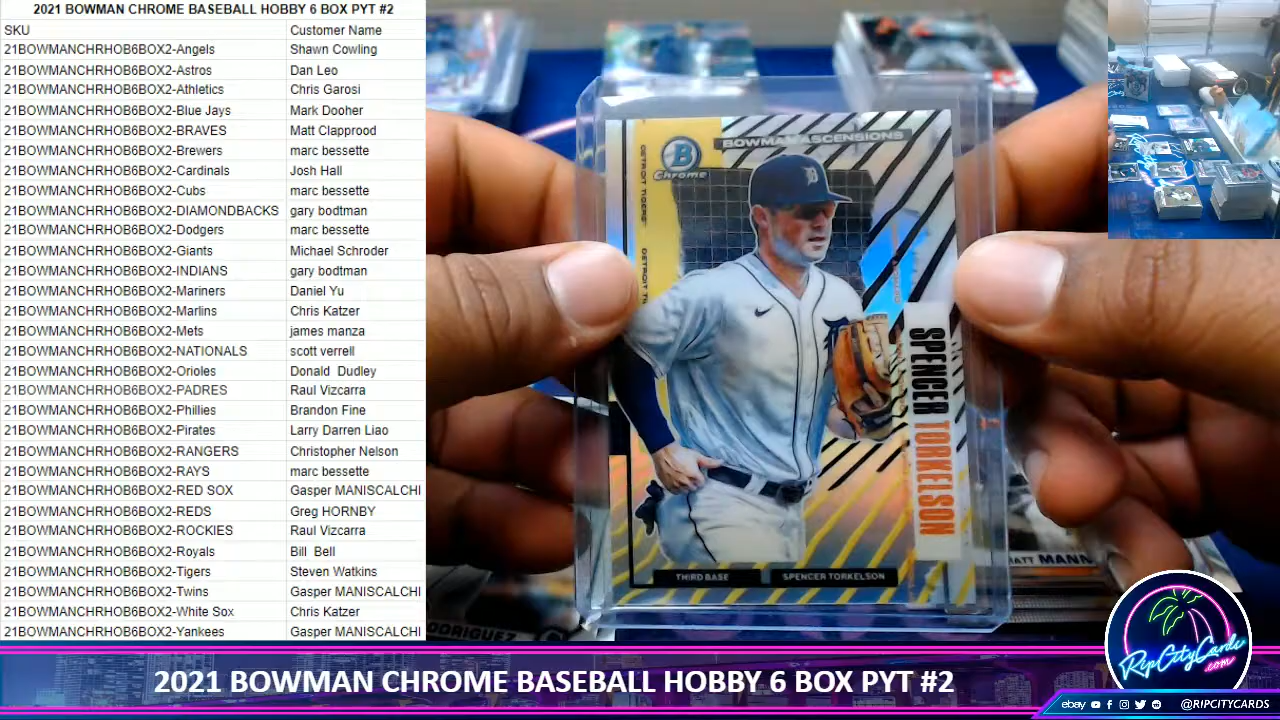 2021 BOWMAN CHROME BASEBALL HOBBY 6 BOX PYT #2
SKU Customer Name
21BOWMANCHRHOB6BOX2-Angels Shawn Cowling
21BOWMANCHRHOB6BOX2-Astros Dan Leo
21BOWMANCHRHOB6BOX2-Athletics Chris Garosi
21BOWMANCHRHOB6BOX2-Blue Jays Mark Dooher
21BOWMANCHRHOB6BOX2-BRAVES Matt Clapprood
21BOWMANCHRHOB6BOX2-Brewers marc bessette
21BOWMANCHRHOB6BOX2-Cardinals Josh Hall
21BOWMANCHRHOB6BOX2-Cubs marc bessette
21BOWMANCHRHOB6BOX2-DIAMONDBACKS gary bodtman
21BOWMANCHRHOB6BOX2-Dodgers marc bessette
21BOWMANCHRHOB6BOX2-Giants Michael Schroder
21BOWMANCHRHOB6BOX2-INDIANS gary bodtman
21BOWMANCHRHOB6BOX2-Mariners Daniel Yu
21BOWMANCHRHOB6BOX2-Marlins Chris Katzer
21BOWMANCHRHOB6BOX2-Mets james manza
21BOWMANCHRHOB6BOX2-NATIONALS scott verrell
21BOWMANCHRHOB6BOX2-Orioles Donald Dudley
21BOWMANCHRHOB6BOX2-PADRES Raul Vizcarra
21BOWMANCHRHOB6BOX2-Phillies Brandon Fine
21BOWMANCHRHOB6BOX2-Pirates Larry Darren Liao
21BOWMANCHRHOB6BOX2-RANGERS Christopher Nelson
21BOWMANCHRHOB6BOX2-RAYS marc bessette
21BOWMANCHRHOB6BOX2-RED SOX Gasper MANISCALCHI
21BOWMANCHRHOB6BOX2-REDS Greg HORNBY
21BOWMANCHRHOB6BOX2-ROCKIES Raul Vizcarra
21BOWMANCHRHOB6BOX2-Royals Bill Bell
21BOWMANCHRHOB6BOX2-Tigers Steven Watkins
21BOWMANCHRHOB6BOX2-Twins Gasper MANISCALCHI
21BOWMANCHRHOB6BOX2-White Sox Chris Katzer
21BOWMANCHRHOB6BOX2-Yankees Gasper MANISCALCHI
BOWMAN ASCENSIONS
B
Chrome
DETROIT TIGERS
D
SPENCER TORKELSON
THIRD BASE
SPENCER TORKELSON
MANN
2021 BOWMAN CHROME BASEBALL HOBBY 6 BOX PYT #2
RipCityCards
.com
ebay @RIPCITYCARDS